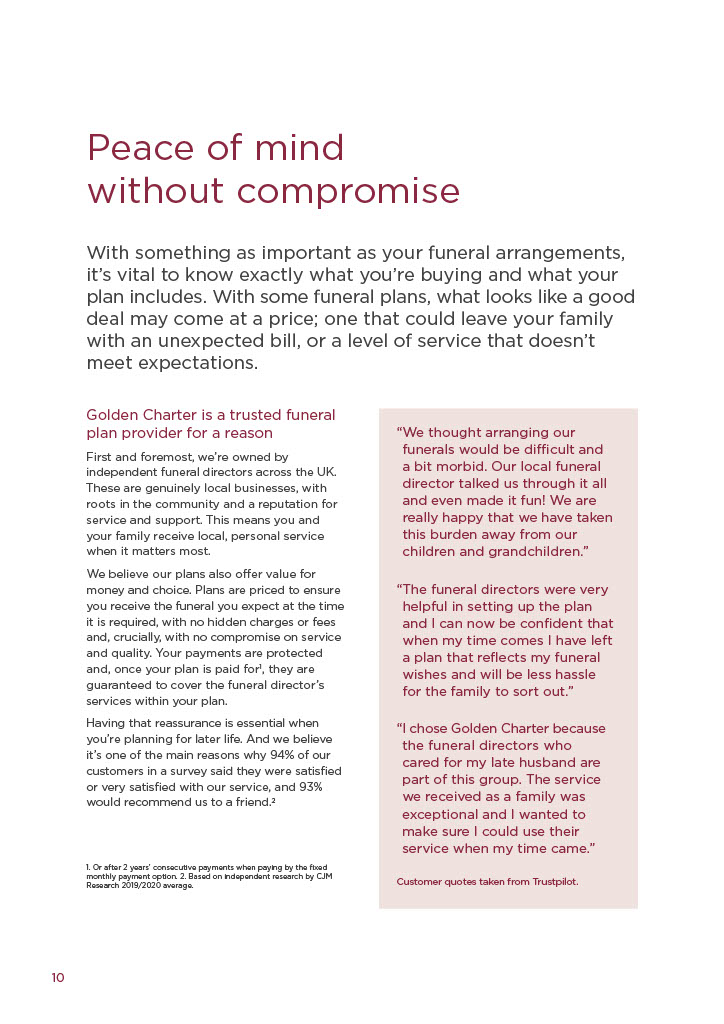 Peace of mind
without compromise
With something as important as your funeral arrangements,
it’s vital to know exactly what you’re buying and what your
plan includes. With some funeral plans, what looks like a good
deal may come at a price; one that could leave your family
with an unexpected bill, or a level of service that doesn’t
meet expectations.
Golden Charter is a trusted funeral
plan provider for a reason
First and foremost, we’re owned by
independent funeral directors across the UK.
These are genuinely local businesses, with
roots in the community and a reputation for
service and support. This means you and
your family receive local, personal service
when it matters most.
We believe our plans also offer value for
money and choice. Plans are priced to ensure
you receive the funeral you expect at the time
it is required, with no hidden charges or fees
and, crucially, with no compromise on service
and quality. Your payments are protected
and, once your plan is paid for¹, they are
guaranteed to cover the funeral director’s
services within your plan.
Having that reassurance is essential when
you’re planning for later life. And we believe
it’s one of the main reasons why 94% of our
customers in a survey said they were satisfied
or very satisfied with our service, and 93%
would recommend us to a friend.²
1. Or after 2 years’ consecutive payments when paying by the fixed
monthly payment option. 2. Based on independent research by CJM
Research 2019/2020 average.
“We thought arranging our
funerals would be difficult and
a bit morbid. Our local funeral
director talked us through it all
and even made it fun! We are
really happy that we have taken
this burden away from our
children and grandchildren.”
“The funeral directors were very
helpful in setting up the plan
and I can now be confident that
when my time comes I have left
a plan that reflects my funeral
wishes and will be less hassle
for the family to sort out.”
“I chose Golden Charter because
the funeral directors who
cared for my late husband are
part of this group. The service
we received as a family was
exceptional and I wanted to
make sure I could use their
service when my time came.”
Customer quotes taken from Trustpilot.
10